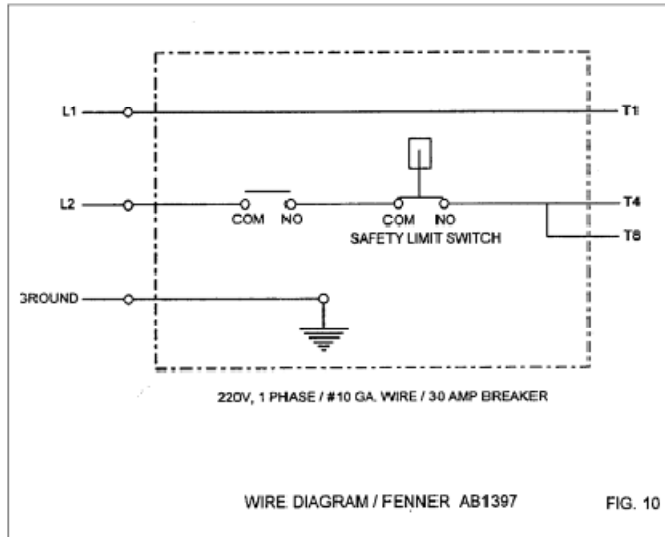 L1
T1
L2
COM NO
COM NO
SAFETY LIMIT SWITCH
T4
T8
GROUND
220V, 1 PHASE / #10 GA. WIRE / 30 AMP BREAKER
WIRE DIAGRAM / FENNER AB1397
FIG. 10